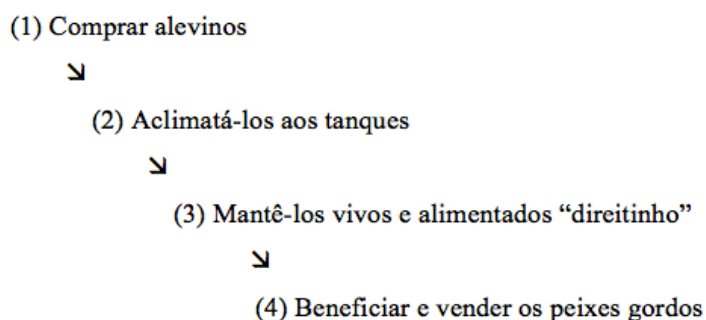 (1) Comprar alevinos
(2) Aclimatá-los aos tanques
(3) Mantê-los vivos e alimentados “direitinho”
(4) Beneficiar e vender os peixes gordos